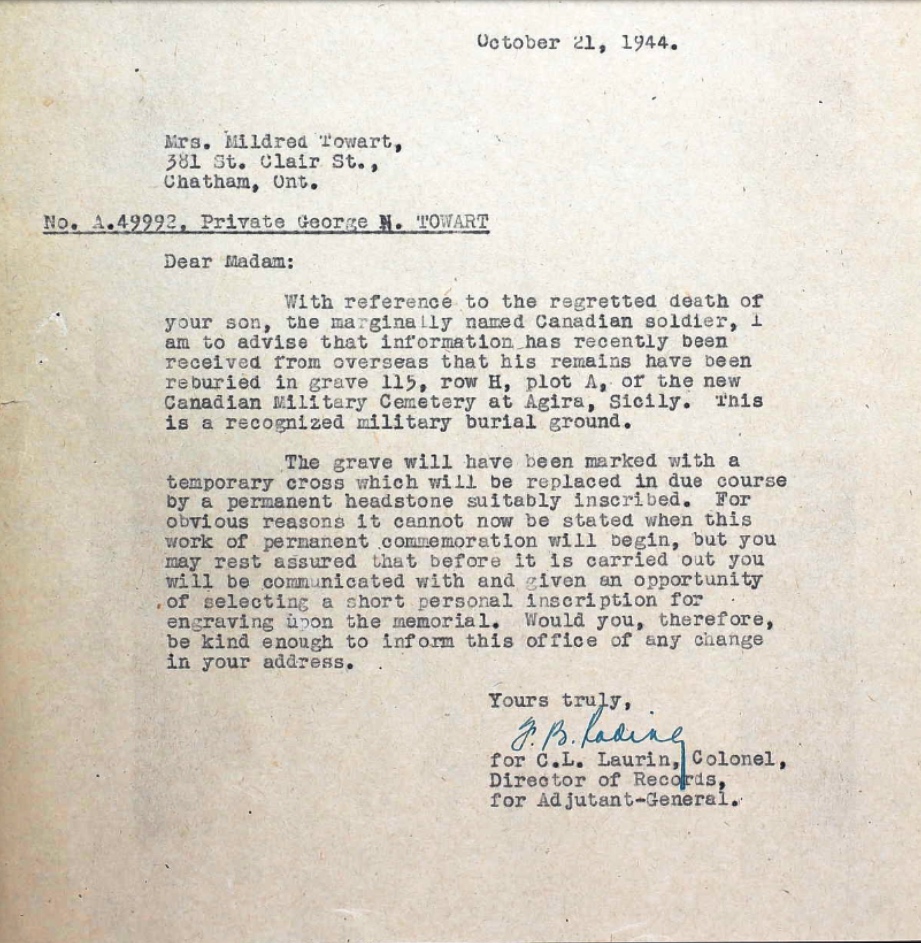 October 21, 1944.
Mrs. Mildred Towart,
381 St. Clair St.,
Chatham, Ont.
No. A.49992, Private George N. TOWART
Dear Madam:
With reference to the regretted death of
your son, the marginally named Canadian soldier, I
am to advise that information has recently been
received from overseas that his remains have been
reburied in grave 115, row H, plot A, of the new
Canadian Military Cemetery at Agira, Sicily. This
is a recognized military burial ground.
The grave will have been marked with a
temporary cross which will be replaced in due course
by a permanent headstone suitably inscribed. For
obvious reasons it cannot now be stated when this
work of permanent commemoration will begin, but you
may rest assured that before it is carried out you
will be communicated with and given an opportunity
of selecting a short personal inscription for
engraving upon the memorial. Would you, therefore,
be kind enough to inform this office of any change
in your address.
Yours truly,
for C.L. Laurin, Colonel,
Director of Records,
for Adjutant-General.